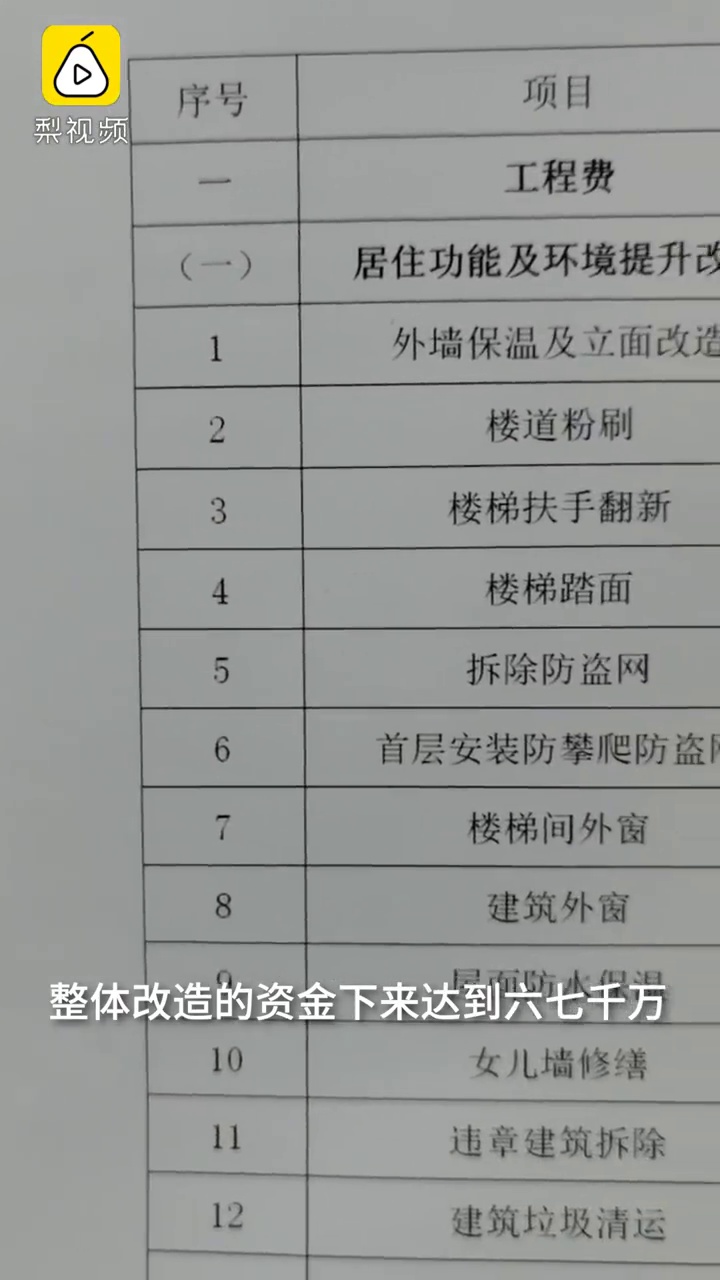 梨视频
序号 项目
一 工程费
（一） 居住功能及环境提升改
1 外墙保温及立面改造
2 楼道粉刷
3 楼梯扶手翻新
4 楼梯踏面
5 拆除防盗网
6 首层安装防攀爬防盗网
7 楼梯间外窗
8 建筑外窗
9 屋面防水保温
整体改造的资金下来达到六七千万
10 女儿墙修缮
11 违章建筑拆除
12 建筑垃圾清运